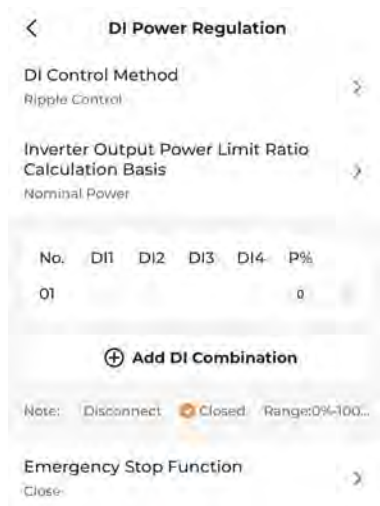 DI Power Regulation
DI Control Method
Ripple Control
Inverter Output Power Limit Ratio
Calculation Basis
Nominal Power
No. DI1 DI2 DI3 DI4 P%
01 0
Add DI Combination
Note: Disconnect Closed Range:0%-100...
Emergency Stop Function
Close